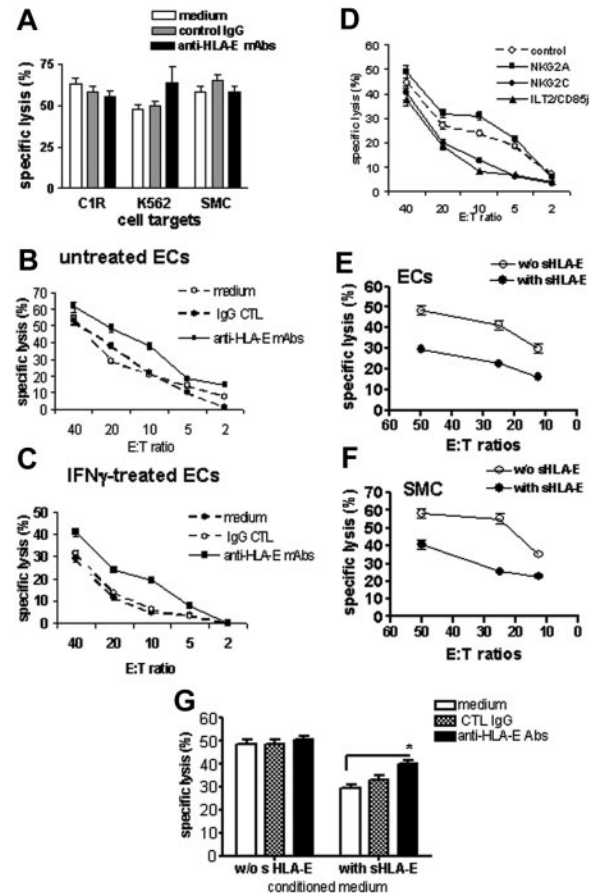 A
medium
control IgG
anti-HLA-E mAbs
specific lysis (%)
75
50
25
0
C1R K562 SMC
cell targets
D
control
NKG2A
NKG2C
ILT2/CD85j
specific lysis (%)
60
50
40
30
20
10
0
40 20 10 5 2
E:T ratio
B
untreated ECs
medium
IgG CTL
anti-HLA-E mAbs
specific lysis (%)
70
60
50
40
30
20
10
0
40 20 10 5 2
E:T ratio
C
IFNγ-treated ECs
medium
IgG CTL
anti-HLA-E mAbs
specific lysis (%)
50
40
30
20
10
0
40 20 10 5 2
E:T ratio
E
ECs
w/o sHLA-E
with sHLA-E
specific lysis (%)
60
50
40
30
20
10
0
60 50 40 30 20 10 0
E:T ratios
F
SMC
w/o sHLA-E
with sHLA-E
specific lysis (%)
70
60
50
40
30
20
10
0
60 50 40 30 20 10 0
E:T ratios
G
medium
CTL IgG
anti-HLA-E Abs
*
specific lysis (%)
60
50
40
30
20
10
0
w/o s HLA-E with sHLA-E
conditioned medium